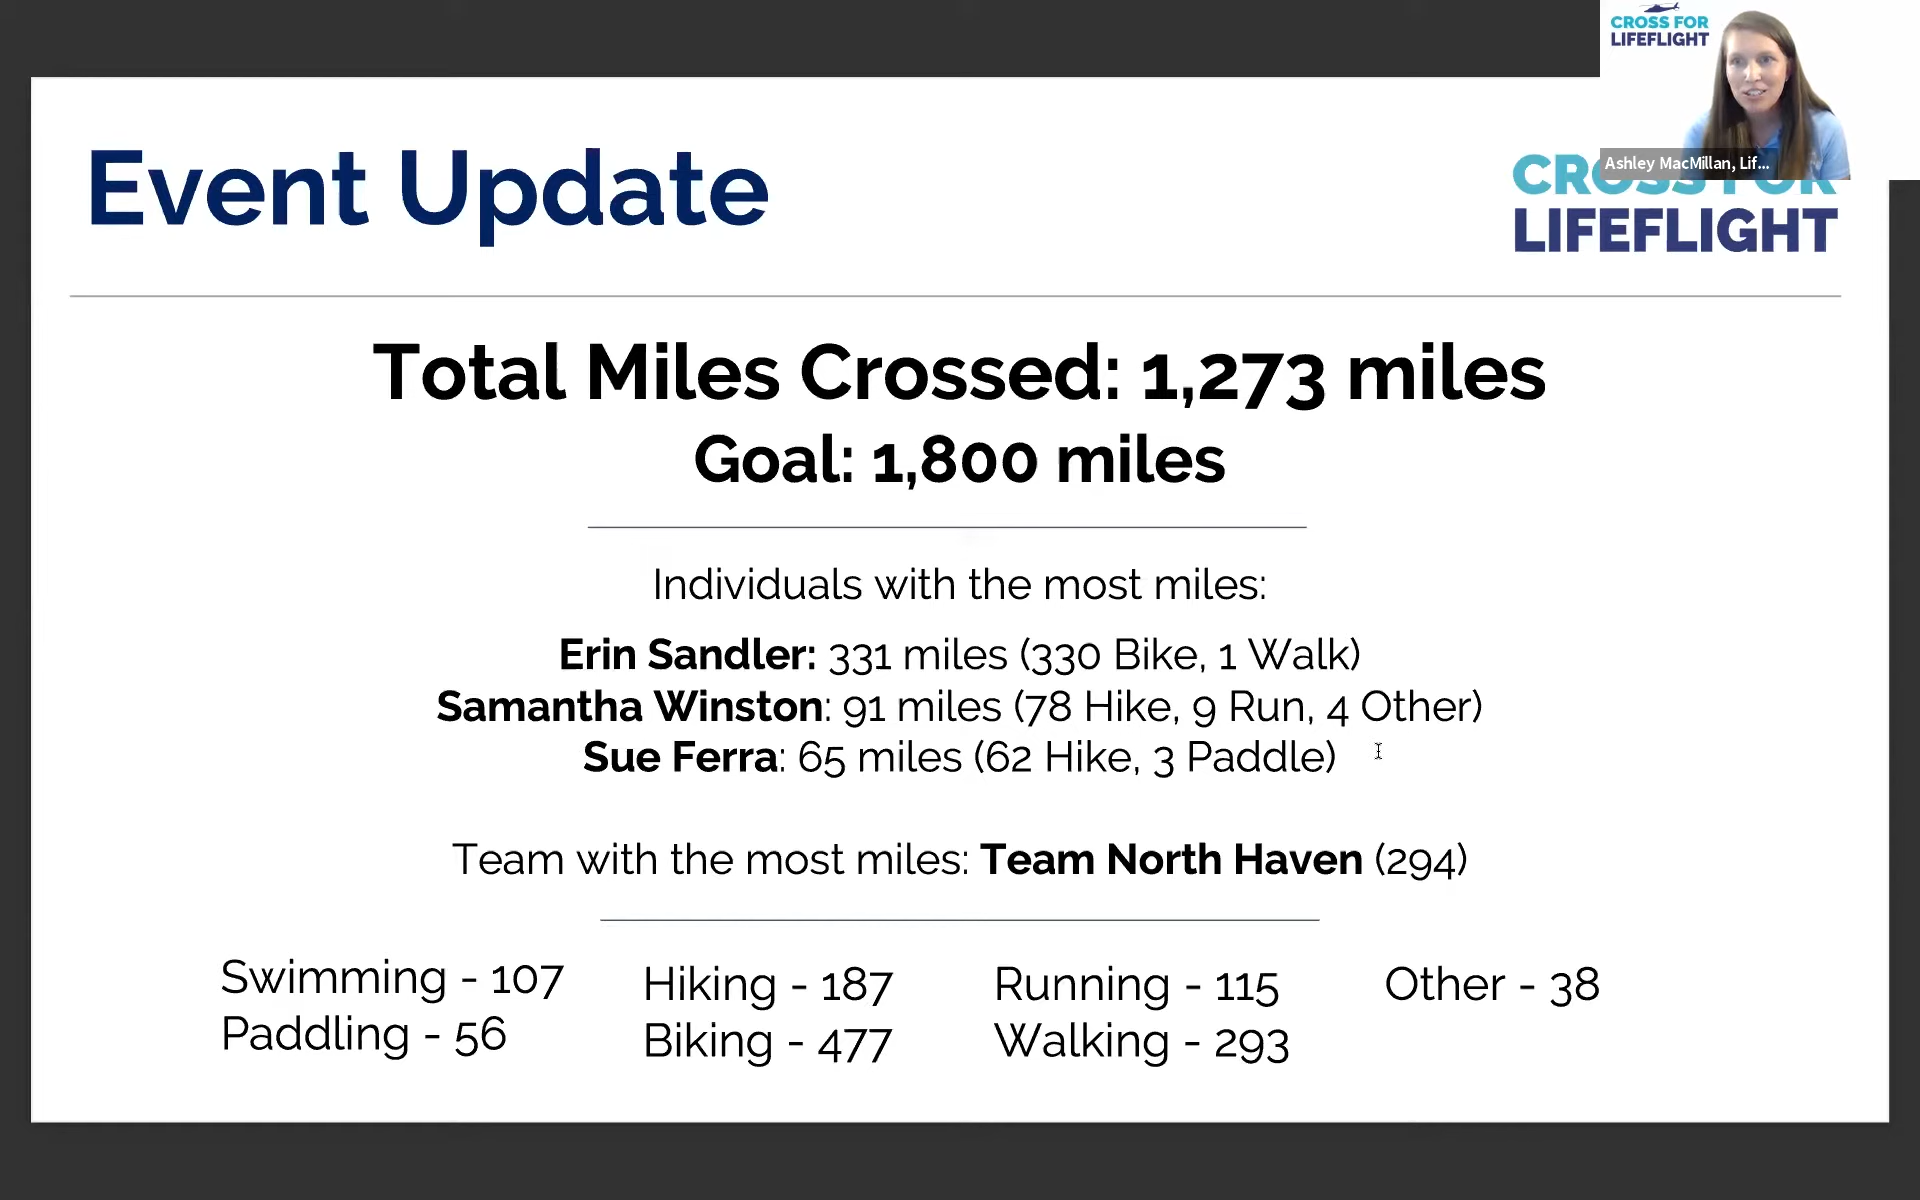 CROSS FOR
LIFEFLIGHT
Ashley MacMillan, Lif...
Event Update
CROSS FOR
LIFEFLIGHT
Total Miles Crossed: 1,273 miles
Goal: 1,800 miles
Individuals with the most miles:
Erin Sandler: 331 miles (330 Bike, 1 Walk)
Samantha Winston: 91 miles (78 Hike, 9 Run, 4 Other)
Sue Ferra: 65 miles (62 Hike, 3 Paddle)
Team with the most miles: Team North Haven (294)
Swimming - 107
Paddling - 56
Hiking - 187
Biking - 477
Running - 115
Walking - 293
Other - 38